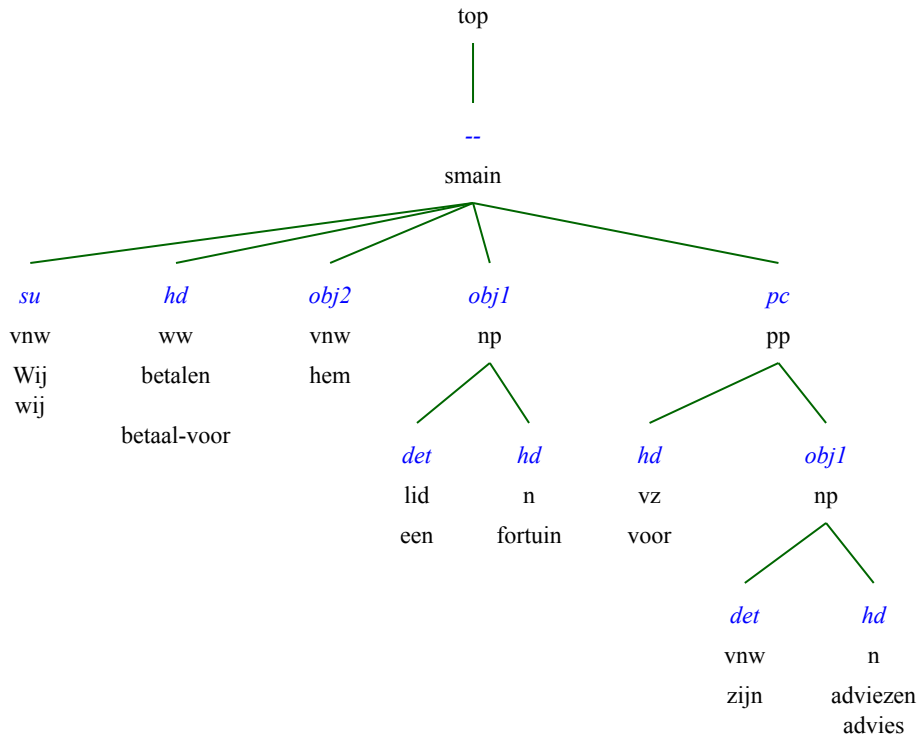 top
--
smain
su hd obj2 obj1 pc
vnw ww vnw np pp
Wij betalen hem
wij
betaal-voor
det hd hd obj1
lid n vz np
een fortuin voor
det hd
vnw n
zijn adviezen
advies